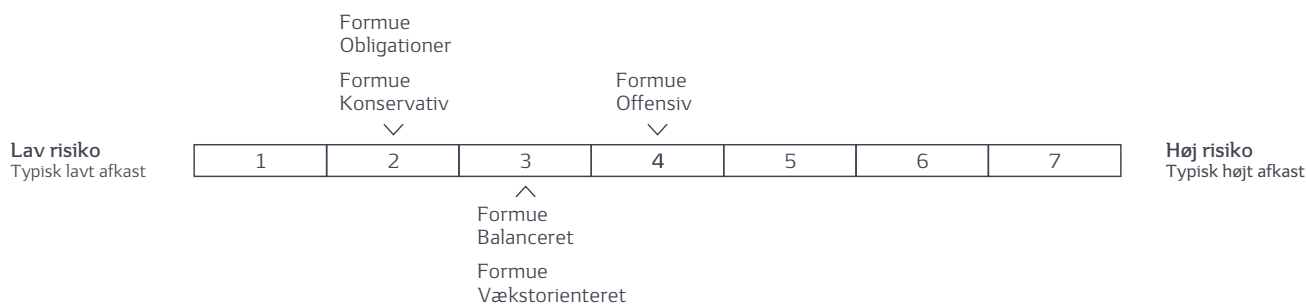 Formue
Obligationer
Formue
Konservativ
Formue
Offensiv
Lav risiko
Typisk lavt afkast
1 2 3 4 5 6 7
Høj risiko
Typisk højt afkast
Formue
Balanceret
Formue
Vækstorienteret